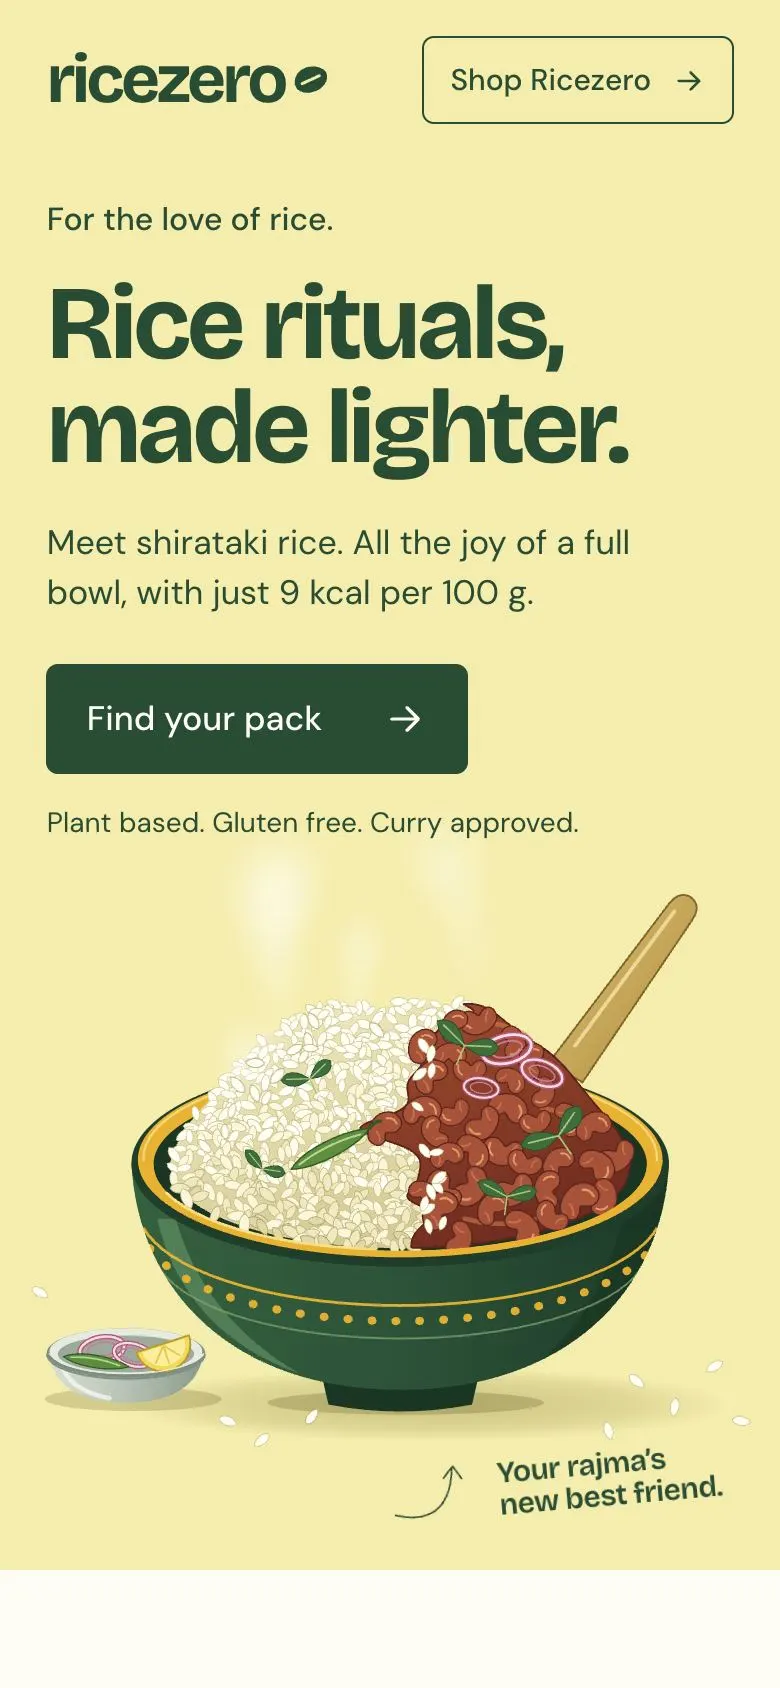 ricezero
Shop Ricezero →
For the love of rice.
Rice rituals,
made lighter.
Meet shirataki rice. All the joy of a full
bowl, with just 9 kcal per 100 g.
Find your pack →
Plant based. Gluten free. Curry approved.
Your rajma's
new best friend.